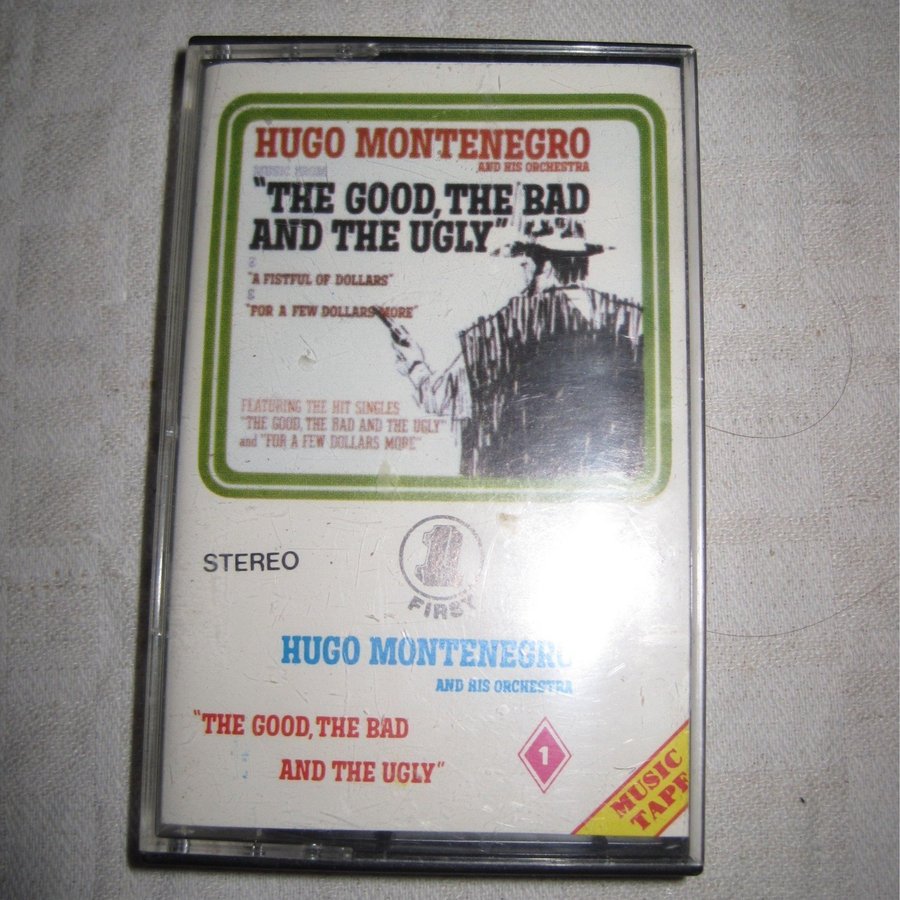 HUGO MONTENEGRO
AND HIS ORCHESTRA
MUSIC FROM
"THE GOOD, THE BAD
AND THE UGLY"
"A FISTFUL OF DOLLARS"
"FOR A FEW DOLLARS MORE"
FEATURING THE HIT SINGLES
"THE GOOD, THE BAD AND THE UGLY"
and "FOR A FEW DOLLARS MORE"
STEREO
1
FIRST
HUGO MONTENEGRO
AND HIS ORCHESTRA
"THE GOOD, THE BAD
AND THE UGLY"
1
MUSIC
TAPE